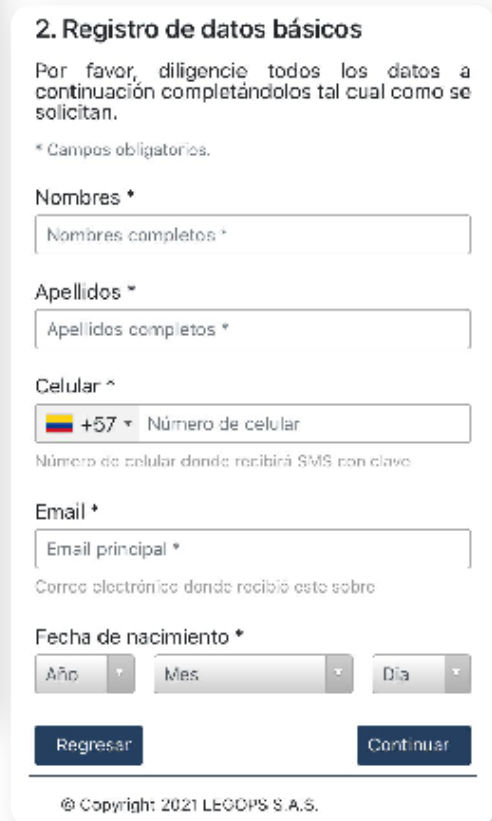 2. Registro de datos básicos
Por favor, diligencie todos los datos a
continuación completándolos tal cual como se
solicitan.
* Campos obligatorios.
Nombres *
Nombres completos *
Apellidos *
Apellidos completos *
Celular *
+57 Número de celular
Número de celular donde recibirá SMS con clave
Email *
Email principal *
Correo electrónico donde recibió este sobre
Fecha de nacimiento *
Año Mes Día
Regresar Continuar
© Copyright 2021 LEGOPS S.A.S.